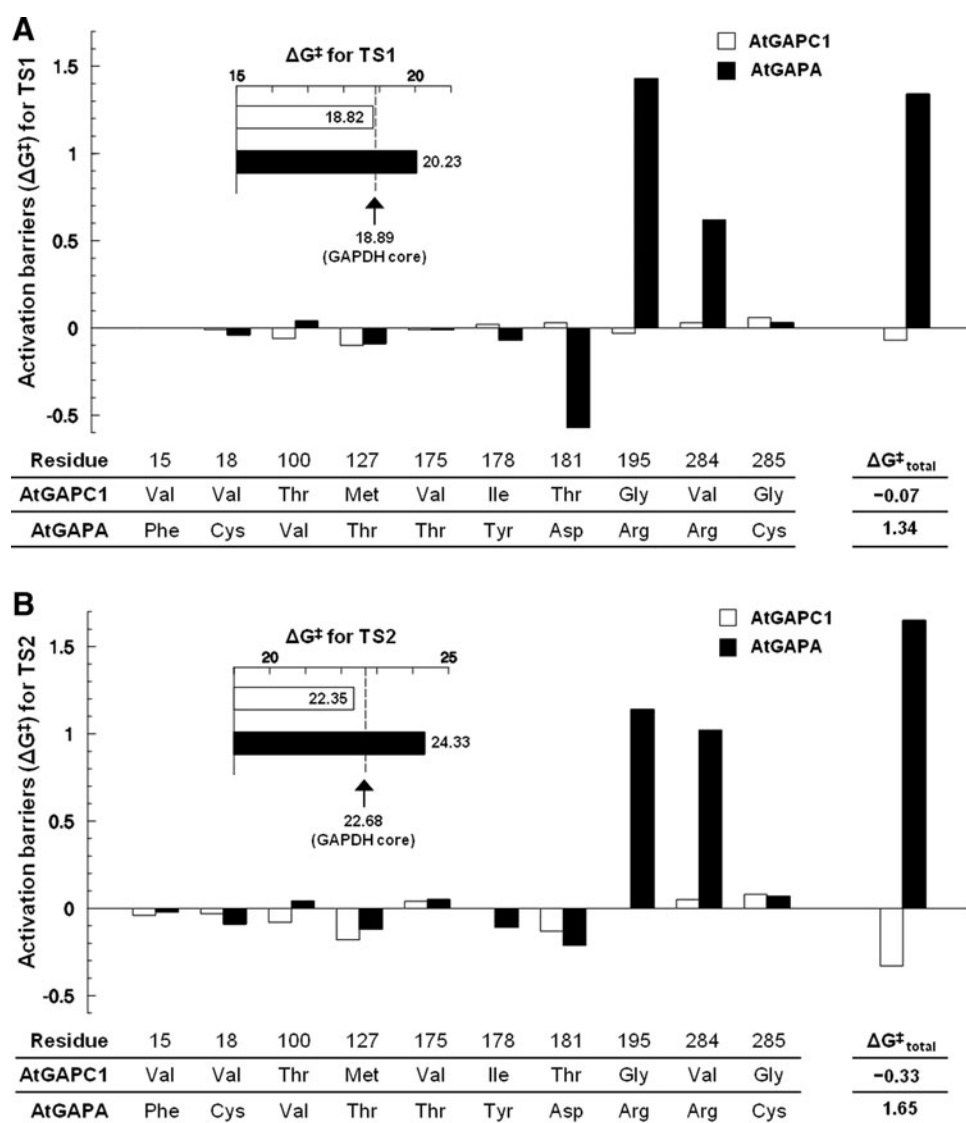 A
AtGAPC1
AtGAPA
ΔG‡ for TS1
15 20
18.82
20.23
18.89
(GAPDH core)
Activation barriers (ΔG‡) for TS1
1.5
1
0.5
0
-0.5
Residue 15 18 100 127 175 178 181 195 284 285 ΔG‡total
AtGAPC1 Val Val Thr Met Val Ile Thr Gly Val Gly −0.07
AtGAPA Phe Cys Val Thr Thr Tyr Asp Arg Arg Cys 1.34
B
AtGAPC1
AtGAPA
ΔG‡ for TS2
20 25
22.35
24.33
22.68
(GAPDH core)
Activation barriers (ΔG‡) for TS2
1.5
1
0.5
0
-0.5
Residue 15 18 100 127 175 178 181 195 284 285 ΔG‡total
AtGAPC1 Val Val Thr Met Val Ile Thr Gly Val Gly −0.33
AtGAPA Phe Cys Val Thr Thr Tyr Asp Arg Arg Cys 1.65